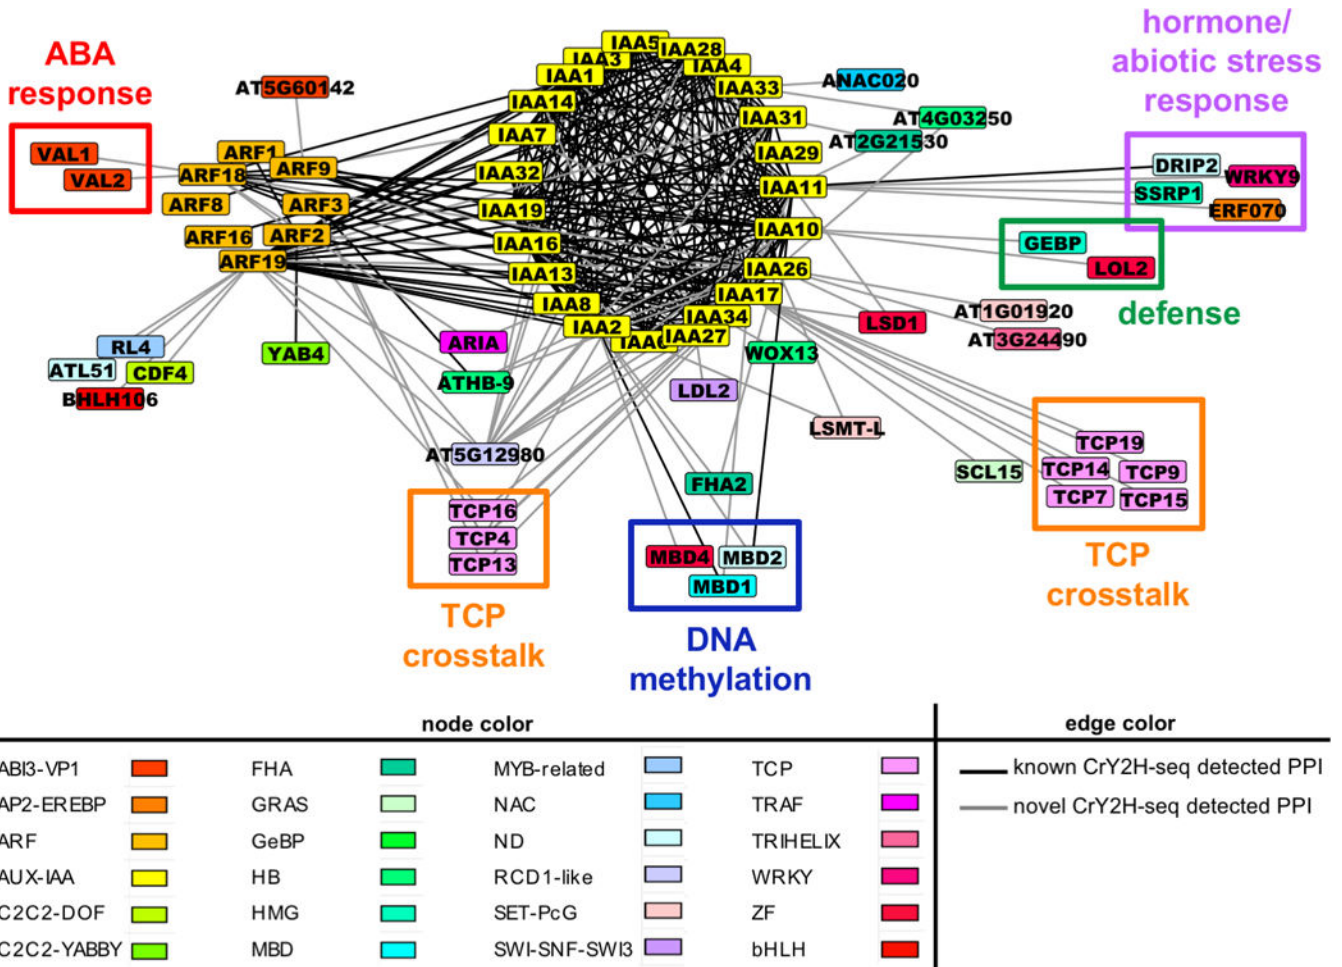 hormone/
abiotic stress
response
ABA
response
IAA5
IAA28
IAA3
IAA4
IAA1
IAA33
ANAC020
AT5G60142
IAA14
IAA31
AT4G03250
IAA7
AT2G21530
VAL1
ARF1
IAA29
DRIP2
ARF9
VAL2
ARF18
IAA32
IAA11
WRKY9
SSRP1
ARF8
ARF3
IAA19
ERF070
ARF16
ARF2
IAA16
IAA10
GEBP
ARF19
IAA13
IAA26
LOL2
IAA8
IAA17
AT1G01920
defense
IAA2
IAA34
LSD1
IAA27
AT3G24490
RL4
YAB4
ARIA
WOX13
ATL51
CDF4
ATHB-9
LDL2
BHLH106
LSMT-L
TCP19
AT5G12980
SCL15
TCP14
TCP9
FHA2
TCP7
TCP15
TCP16
TCP4
TCP13
MBD4
MBD2
MBD1
TCP
crosstalk
TCP
crosstalk
DNA
methylation
node color
edge color
ABI3-VP1
FHA
MYB-related
TCP
known CrY2H-seq detected PPI
AP2-EREBP
GRAS
NAC
TRAF
novel CrY2H-seq detected PPI
ARF
GeBP
ND
TRIHELIX
AUX-IAA
HB
RCD1-like
WRKY
C2C2-DOF
HMG
SET-PcG
ZF
C2C2-YABBY
MBD
SWI-SNF-SWI3
bHLH